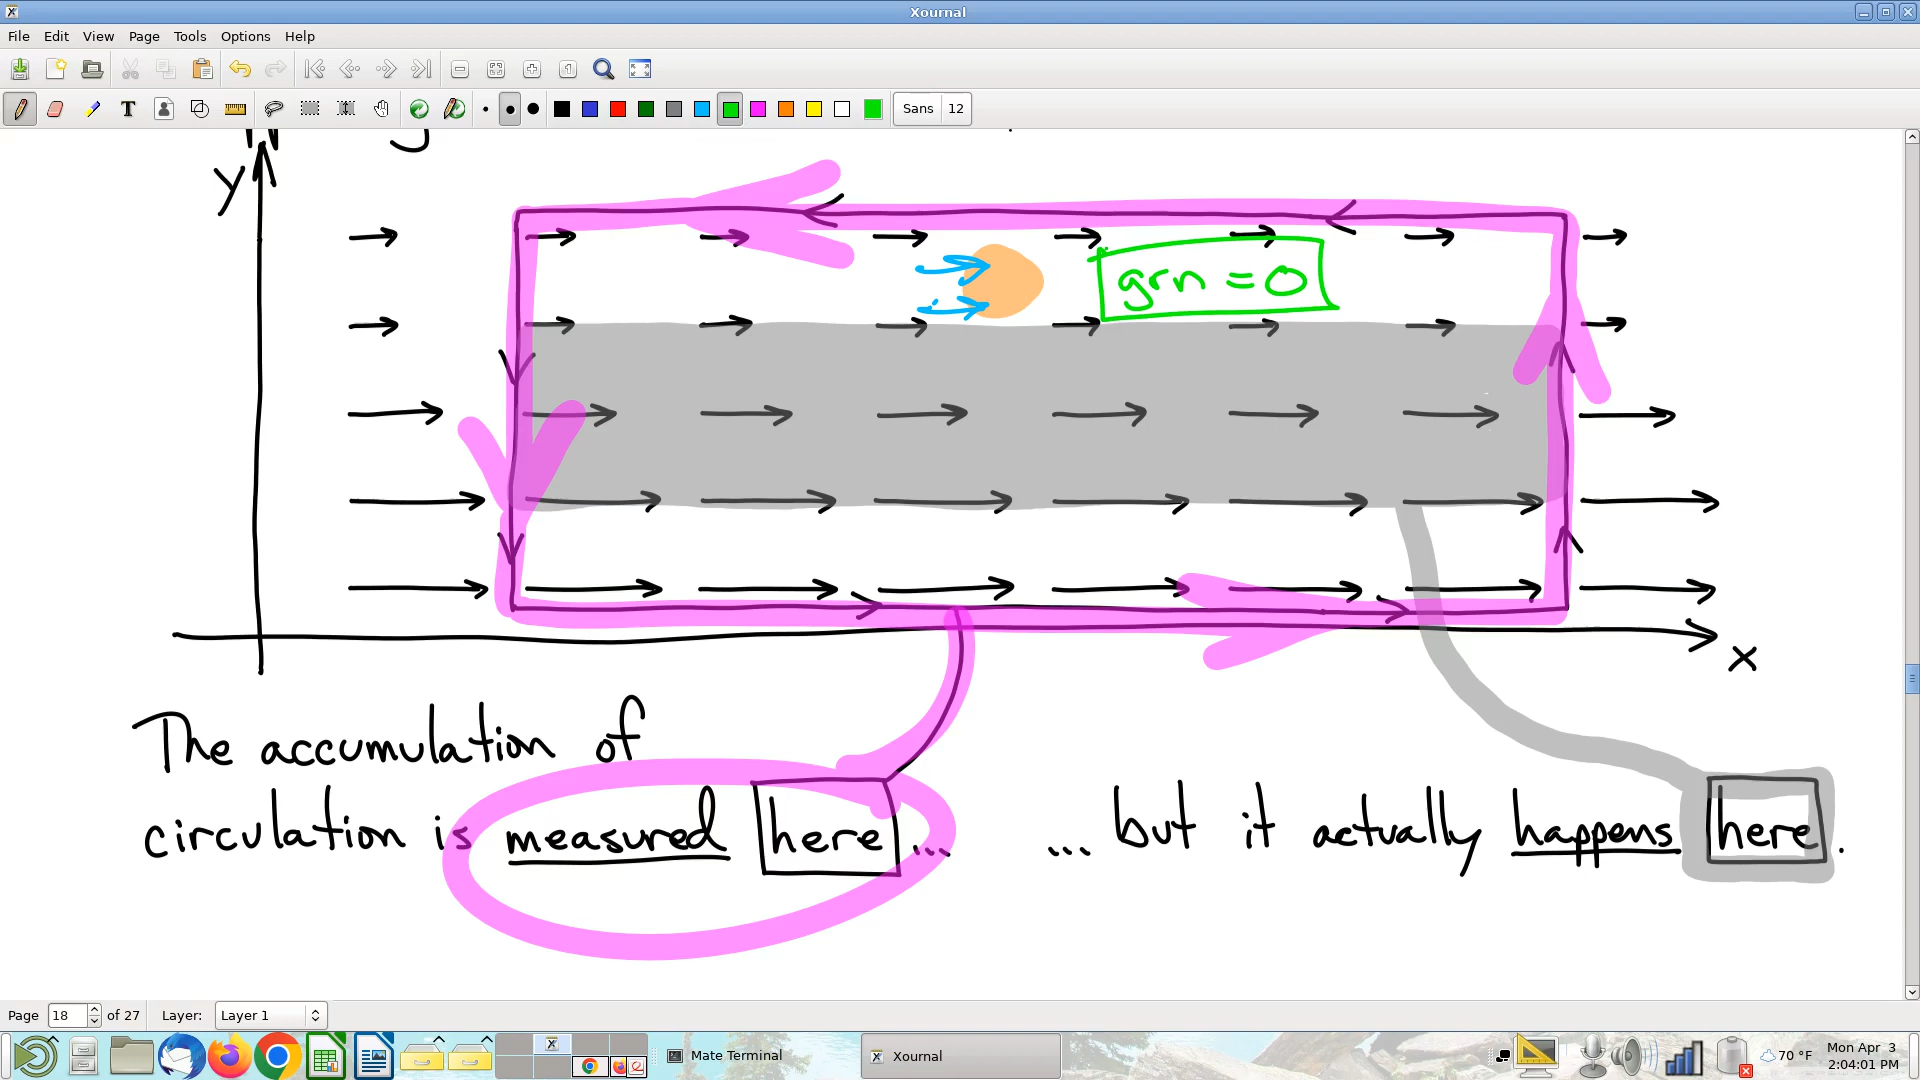 Xournal
File Edit View Page Tools Options Help
Sans 12
y
grn = 0
x
The accumulation of
circulation is measured here... ... but it actually happens here.
Page 18 of 27 Layer: Layer 1
Mate Terminal
Xournal
70 °F
Mon Apr 3
2:04:01 PM